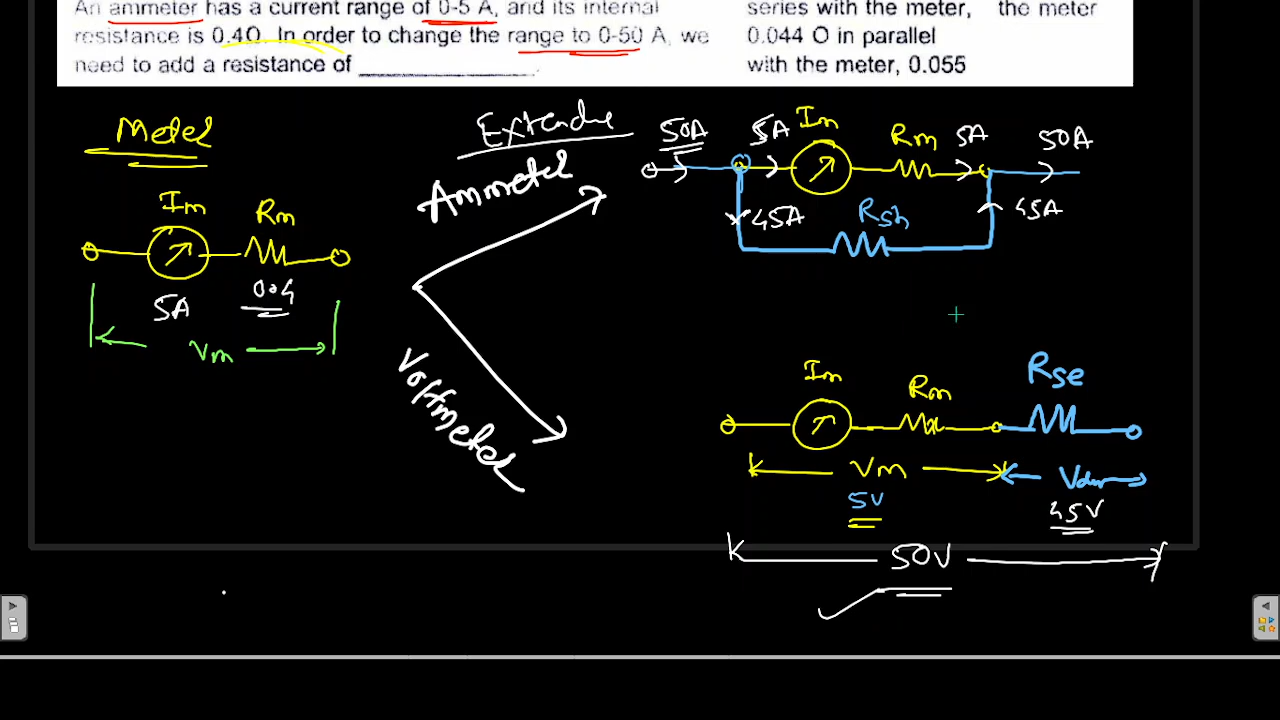 An ammeter has a current range of 0-5 A, and its internal
resistance is 0.4O. In order to change the range to 0-50 A, we
need to add a resistance of
series with the meter, the meter
0.044 O in parallel
with the meter, 0.055
Meter
Im
Rm
5A
0.4
Vm
Extende
Ammeter
Voltmeter
50A
5A
Im
Rm
5A
50A
45A
Rsh
45A
Im
Rm
Rse
Vm
5V
45V
50V